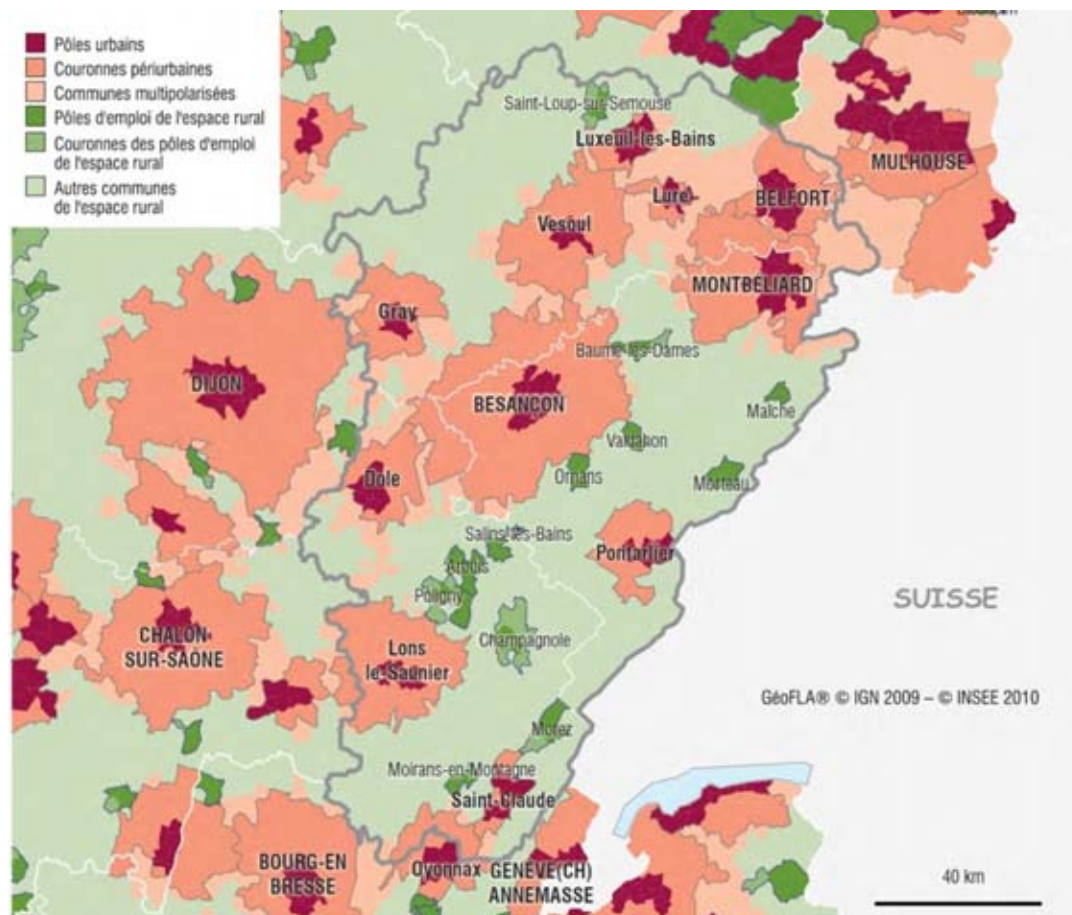 Pôles urbains
Couronnes périurbaines
Communes multipolarisées
Pôles d'emploi de l'espace rural
Couronnes des pôles d'emploi
de l'espace rural
Autres communes
de l'espace rural
Saint-Loup-sur-Semouse
Luxeuil-les-Bains
MULHOUSE
Lure
BELFORT
Vesoul
MONTBÉLIARD
Gray
Baume-les-Dames
DIJON
BESANÇON
Maîche
Valdahon
Dole
Ornans
Morteau
Salins-les-Bains
Pontarlier
Arbois
Poligny
SUISSE
CHALON
SUR-SAÔNE
Champagnole
Lons
le-Saunier
GéoFLA® © IGN 2009 – © INSEE 2010
Morez
Moirans-en-Montagne
Saint-Claude
BOURG-EN
BRESSE
Oyonnax
GENÈVE(CH)
ANNEMASSE
40 km